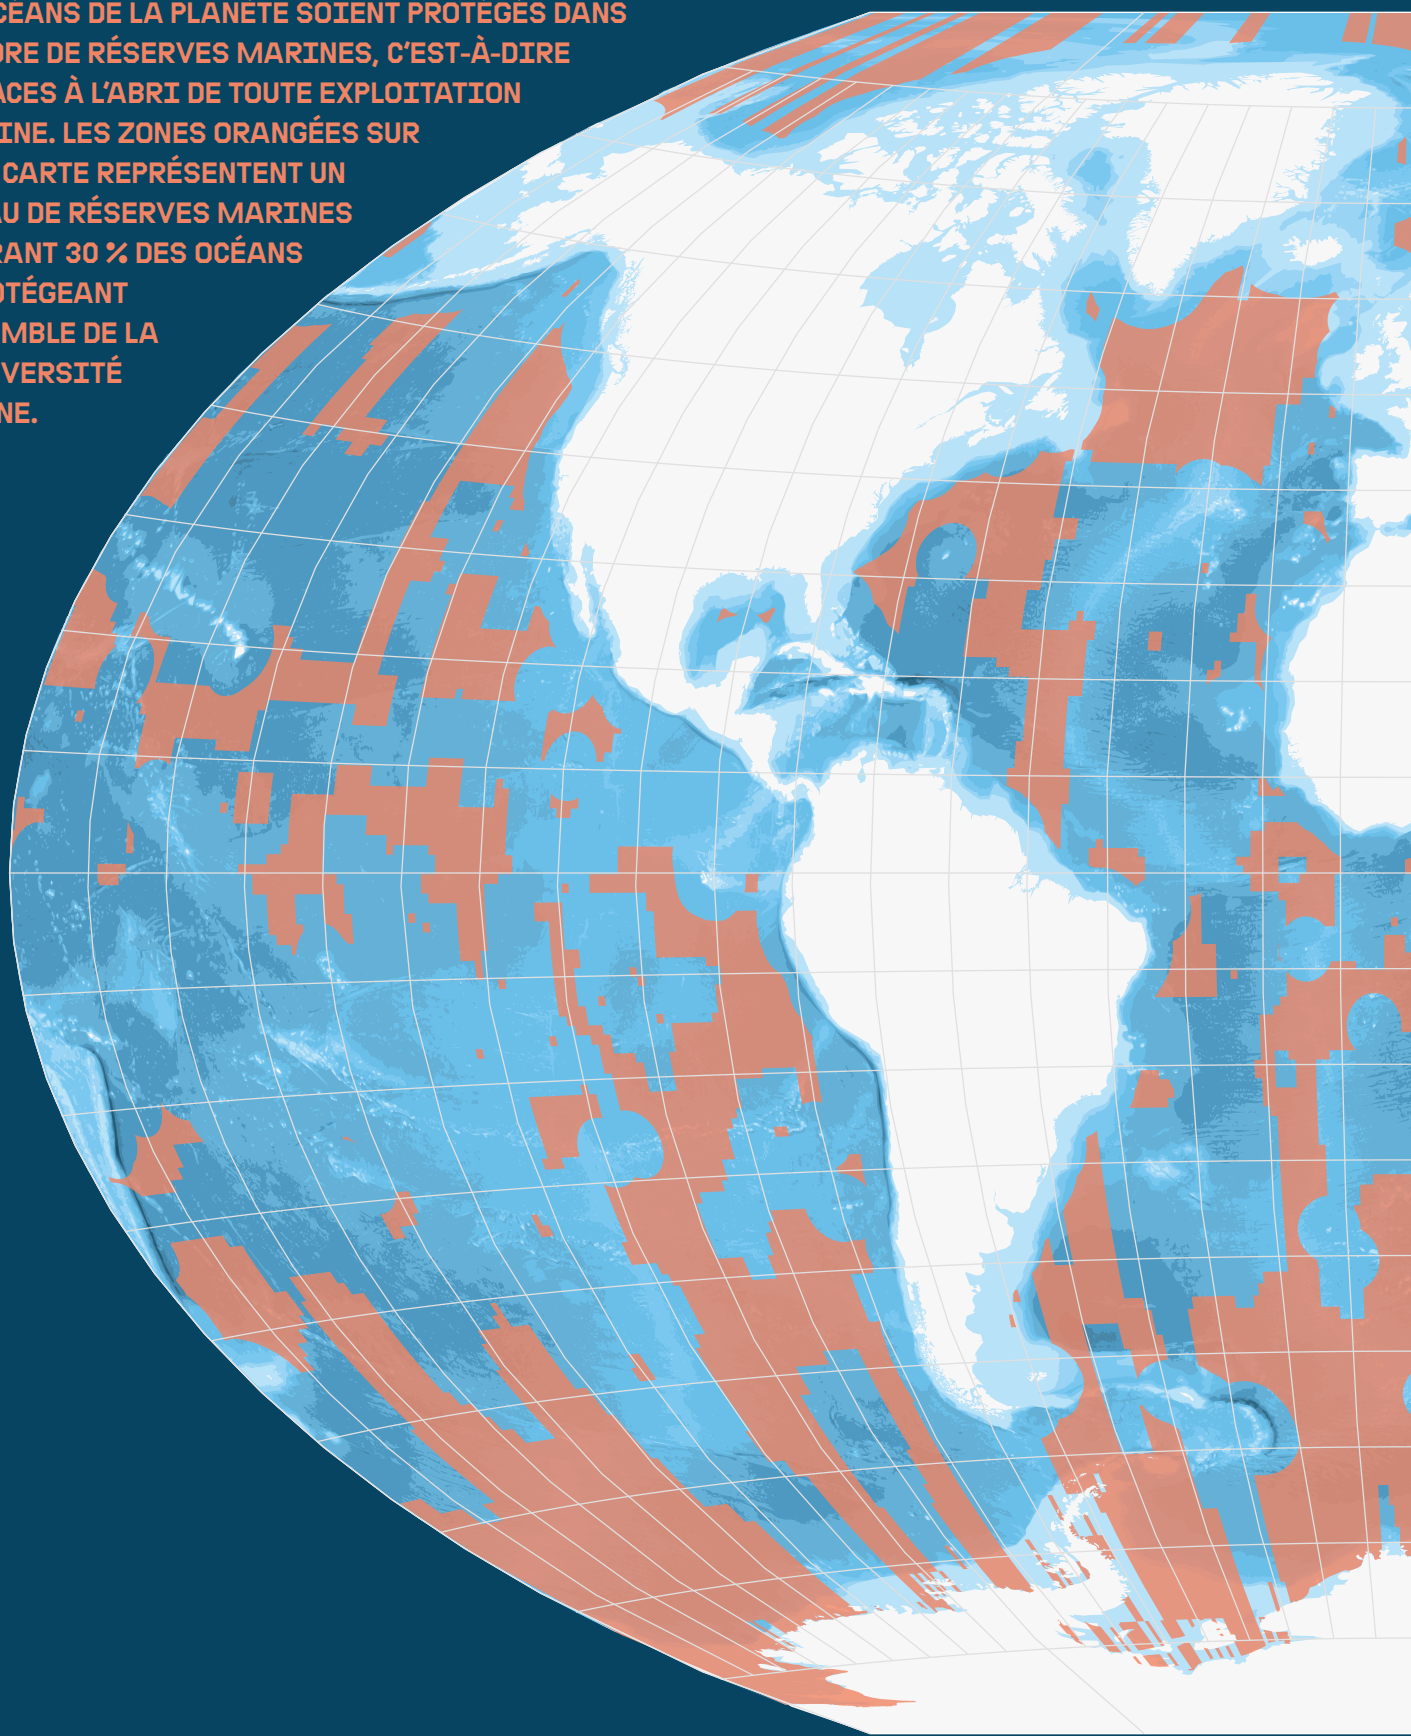 CÉANS DE LA PLANÈTE SOIENT PROTÉGÉS DANS
DRE DE RÉSERVES MARINES, C'EST-À-DIRE
ACES À L'ABRI DE TOUTE EXPLOITATION
INE. LES ZONES ORANGÉES SUR
CARTE REPRÉSENTENT UN
AU DE RÉSERVES MARINES
RANT 30 % DES OCÉANS
OTÉGEANT
MBLE DE LA
VERSITÉ
NE.